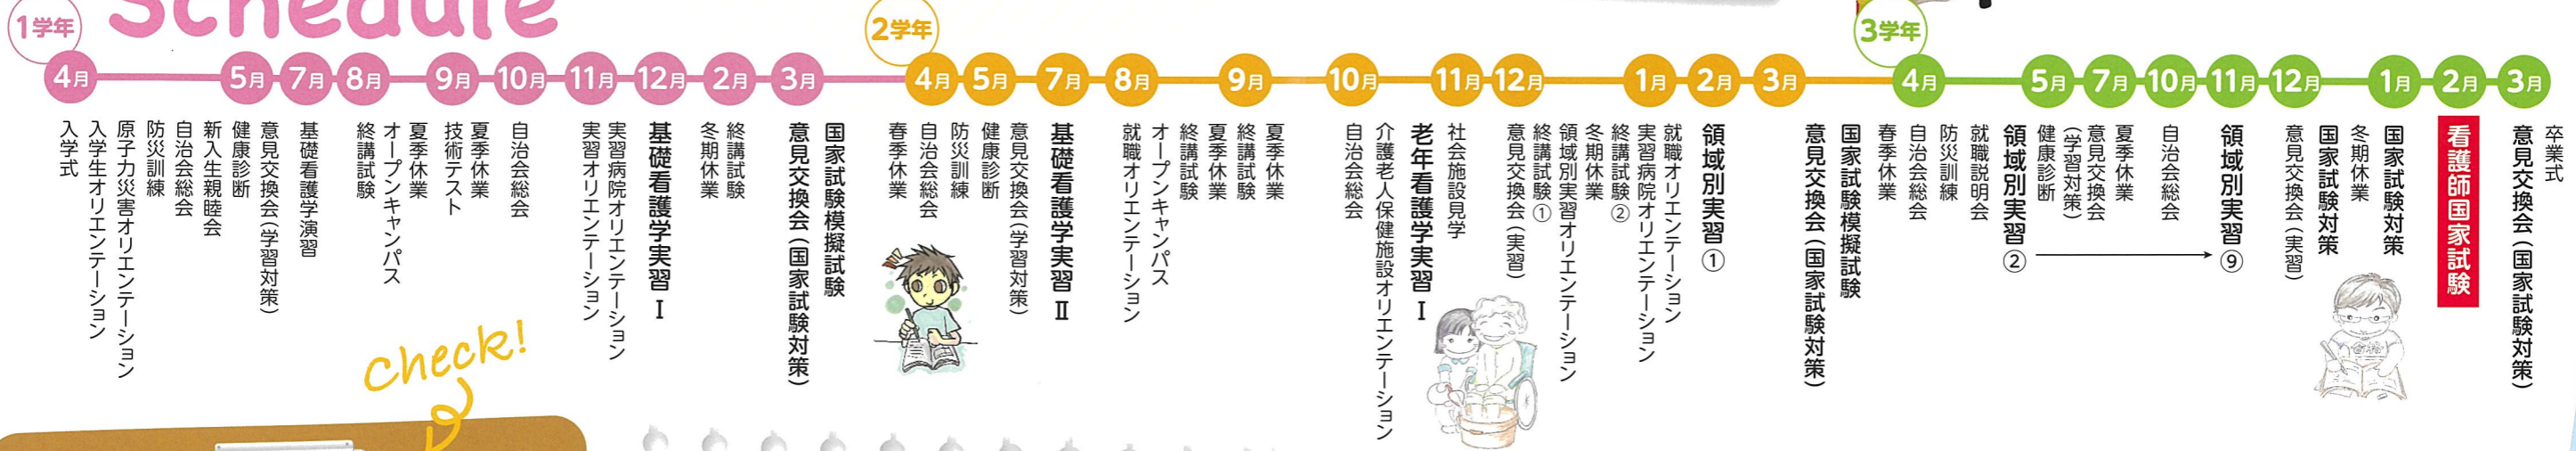 Schedule
1学年
4月
入学式
入学生オリエンテーション
原子力災害オリエンテーション
防災訓練
自治会総会
新入生親睦会
5月
健康診断
意見交換会(学習対策)
7月
基礎看護学演習
8月
終講試験
オープンキャンパス
夏季休業
9月
技術テスト
夏季休業
10月
自治会総会
11月
実習オリエンテーション
実習病院オリエンテーション
12月
基礎看護学実習Ⅰ
2月
冬期休業
終講試験
3月
意見交換会(国家試験対策)
国家試験模擬試験
2学年
春季休業
4月
自治会総会
防災訓練
5月
健康診断
意見交換会(学習対策)
7月
基礎看護学実習Ⅱ
8月
就職オリエンテーション
オープンキャンパス
終講試験
夏季休業
9月
終講試験
夏季休業
10月
自治会総会
介護老人保健施設オリエンテーション
老年看護学実習Ⅰ
11月
社会施設見学
12月
意見交換会(実習)
終講試験①
領域別実習オリエンテーション
冬期休業
終講試験②
1月
実習病院オリエンテーション
就職オリエンテーション
2月
領域別実習①
3月
意見交換会(国家試験対策)
国家試験模擬試験
3学年
春季休業
4月
自治会総会
防災訓練
就職説明会
領域別実習②
5月
健康診断
(学習対策)
意見交換会
7月
夏季休業
10月
自治会総会
11月
領域別実習⑨
12月
意見交換会(実習)
国家試験対策
冬期休業
1月
国家試験対策
2月
看護師国家試験
3月
意見交換会(国家試験対策)
卒業式
Check!